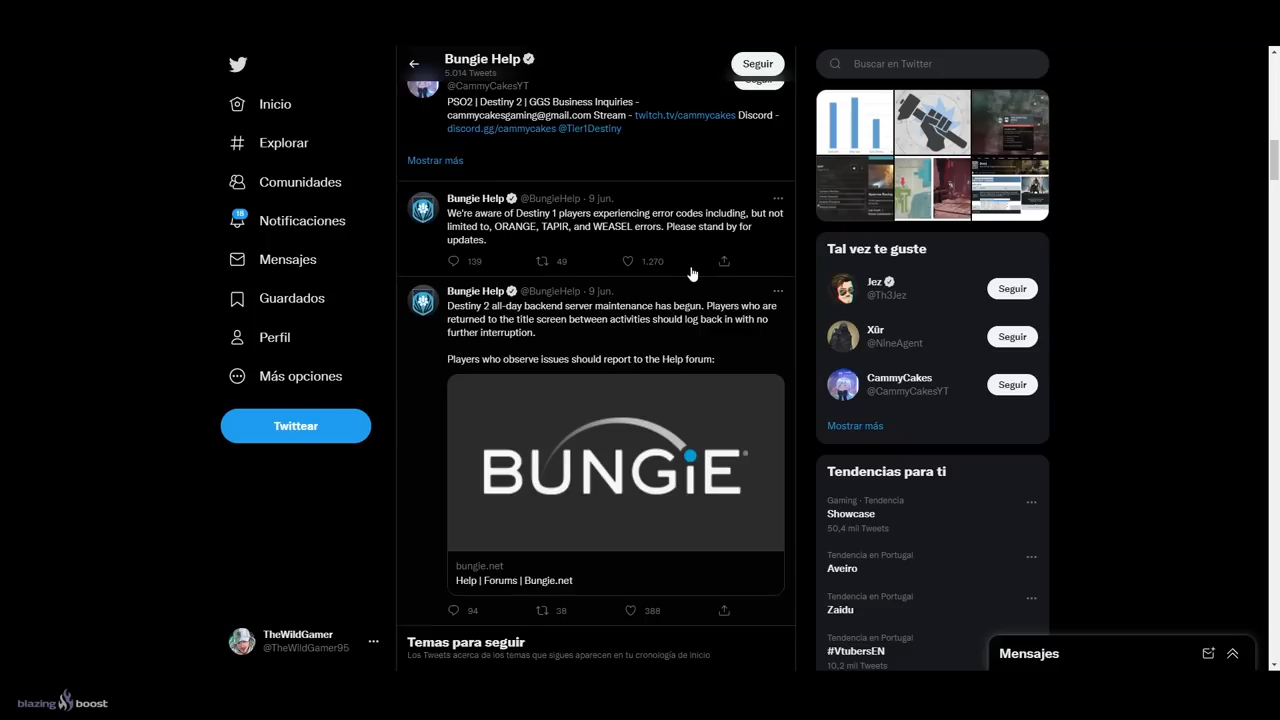 Inicio
Explorar
Comunidades
18
Notificaciones
Mensajes
Guardados
Perfil
Más opciones
Twittear
TheWildGamer
@TheWildGamer95
Bungie Help
5.014 Tweets
Seguir
@CammyCakesYT
Seguir
PSO2 | Destiny 2 | GGS Business Inquiries -
cammycakesgaming@gmail.com Stream - twitch.tv/cammycakes Discord -
discord.gg/cammycakes @Tier1Destiny
Mostrar más
Bungie Help @BungieHelp · 9 jun.
We're aware of Destiny 1 players experiencing error codes including, but not
limited to, ORANGE, TAPIR, and WEASEL errors. Please stand by for
updates.
139 49 1.270
Bungie Help @BungieHelp · 9 jun.
Destiny 2 all-day backend server maintenance has begun. Players who are
returned to the title screen between activities should log back in with no
further interruption.
Players who observe issues should report to the Help forum:
BUNGiE
bungie.net
Help | Forums | Bungie.net
94 38 388
Temas para seguir
Los Tweets acerca de los temas que sigues aparecen en tu cronología de Inicio
Buscar en Twitter
Tal vez te guste
Jez
@Th3Jez
Seguir
Xûr
@NineAgent
Seguir
CammyCakes
@CammyCakesYT
Seguir
Mostrar más
Tendencias para ti
Gaming · Tendencia
Showcase
50,4 mil Tweets
Tendencia en Portugal
Aveiro
Tendencia en Portugal
Zaidu
Tendencia en Portugal
#VtubersEN
10,2 mil Tweets
Mensajes
blazing boost